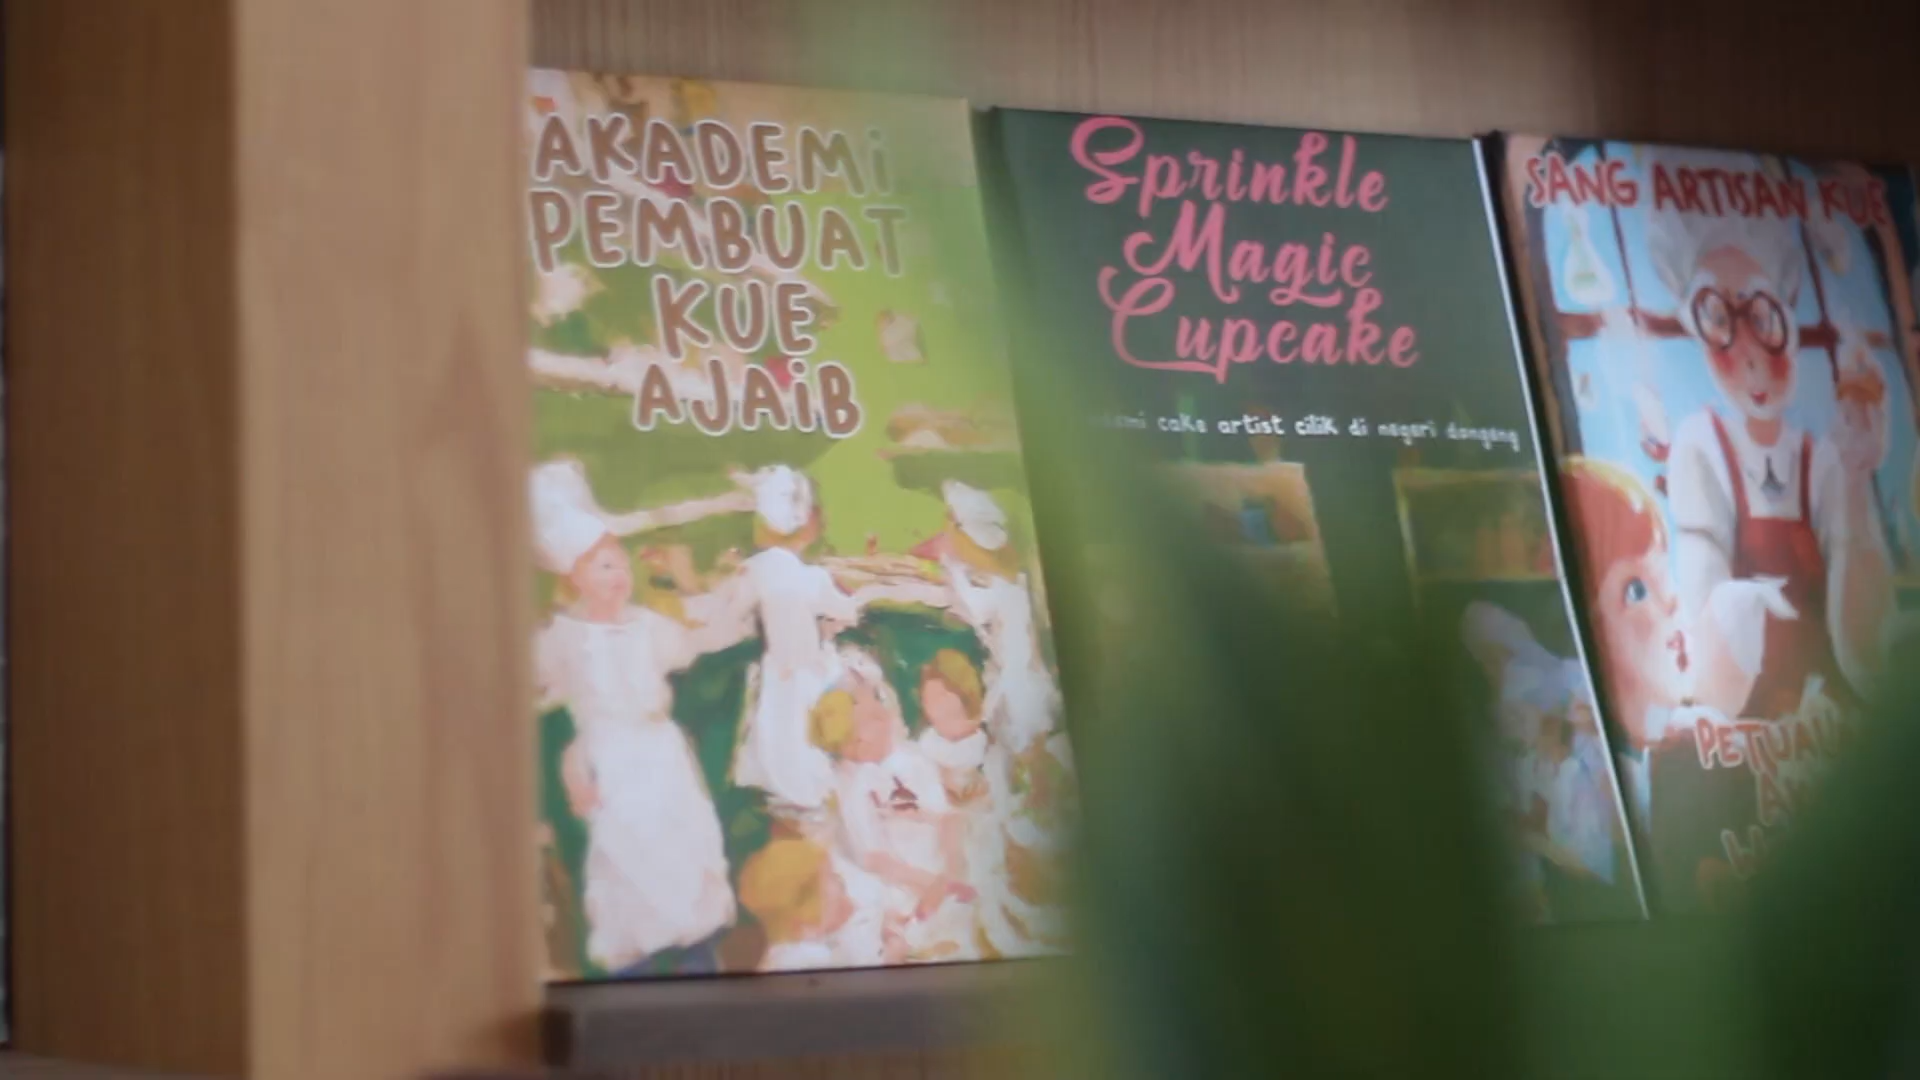 AKADEMi
PEMBUAT
KUE
AJAiB
Sprinkle
Magic
Cupcake
cake artist cilik di negeri dongeng
SANG ARTISAN KUE